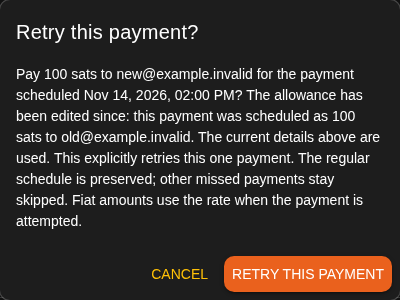 Retry this payment?
Pay 100 sats to new@example.invalid for the payment
scheduled Nov 14, 2026, 02:00 PM? The allowance has
been edited since: this payment was scheduled as 100
sats to old@example.invalid. The current details above are
used. This explicitly retries this one payment. The regular
schedule is preserved; other missed payments stay
skipped. Fiat amounts use the rate when the payment is
attempted.
CANCEL RETRY THIS PAYMENT